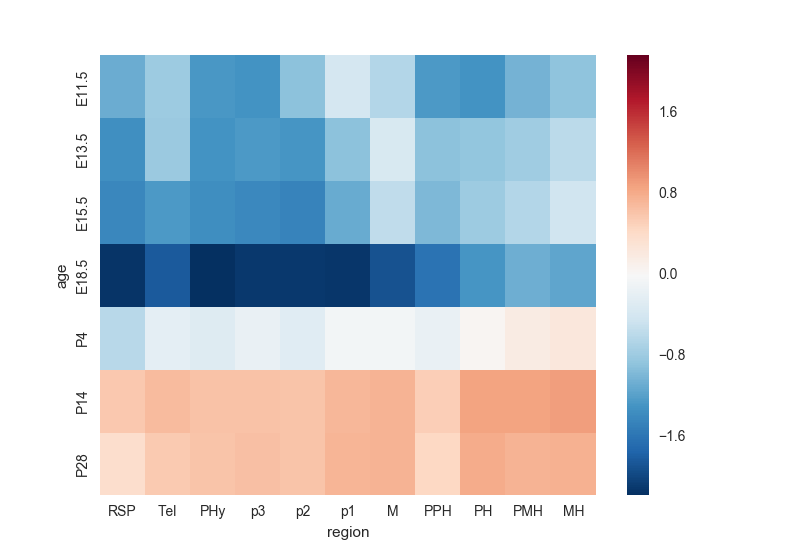 age
E11.5
E13.5
E15.5
E18.5
P4
P14
P28
RSP Tel PHy p3 p2 p1 M PPH PH PMH MH
region
1.6
0.8
0.0
−0.8
−1.6